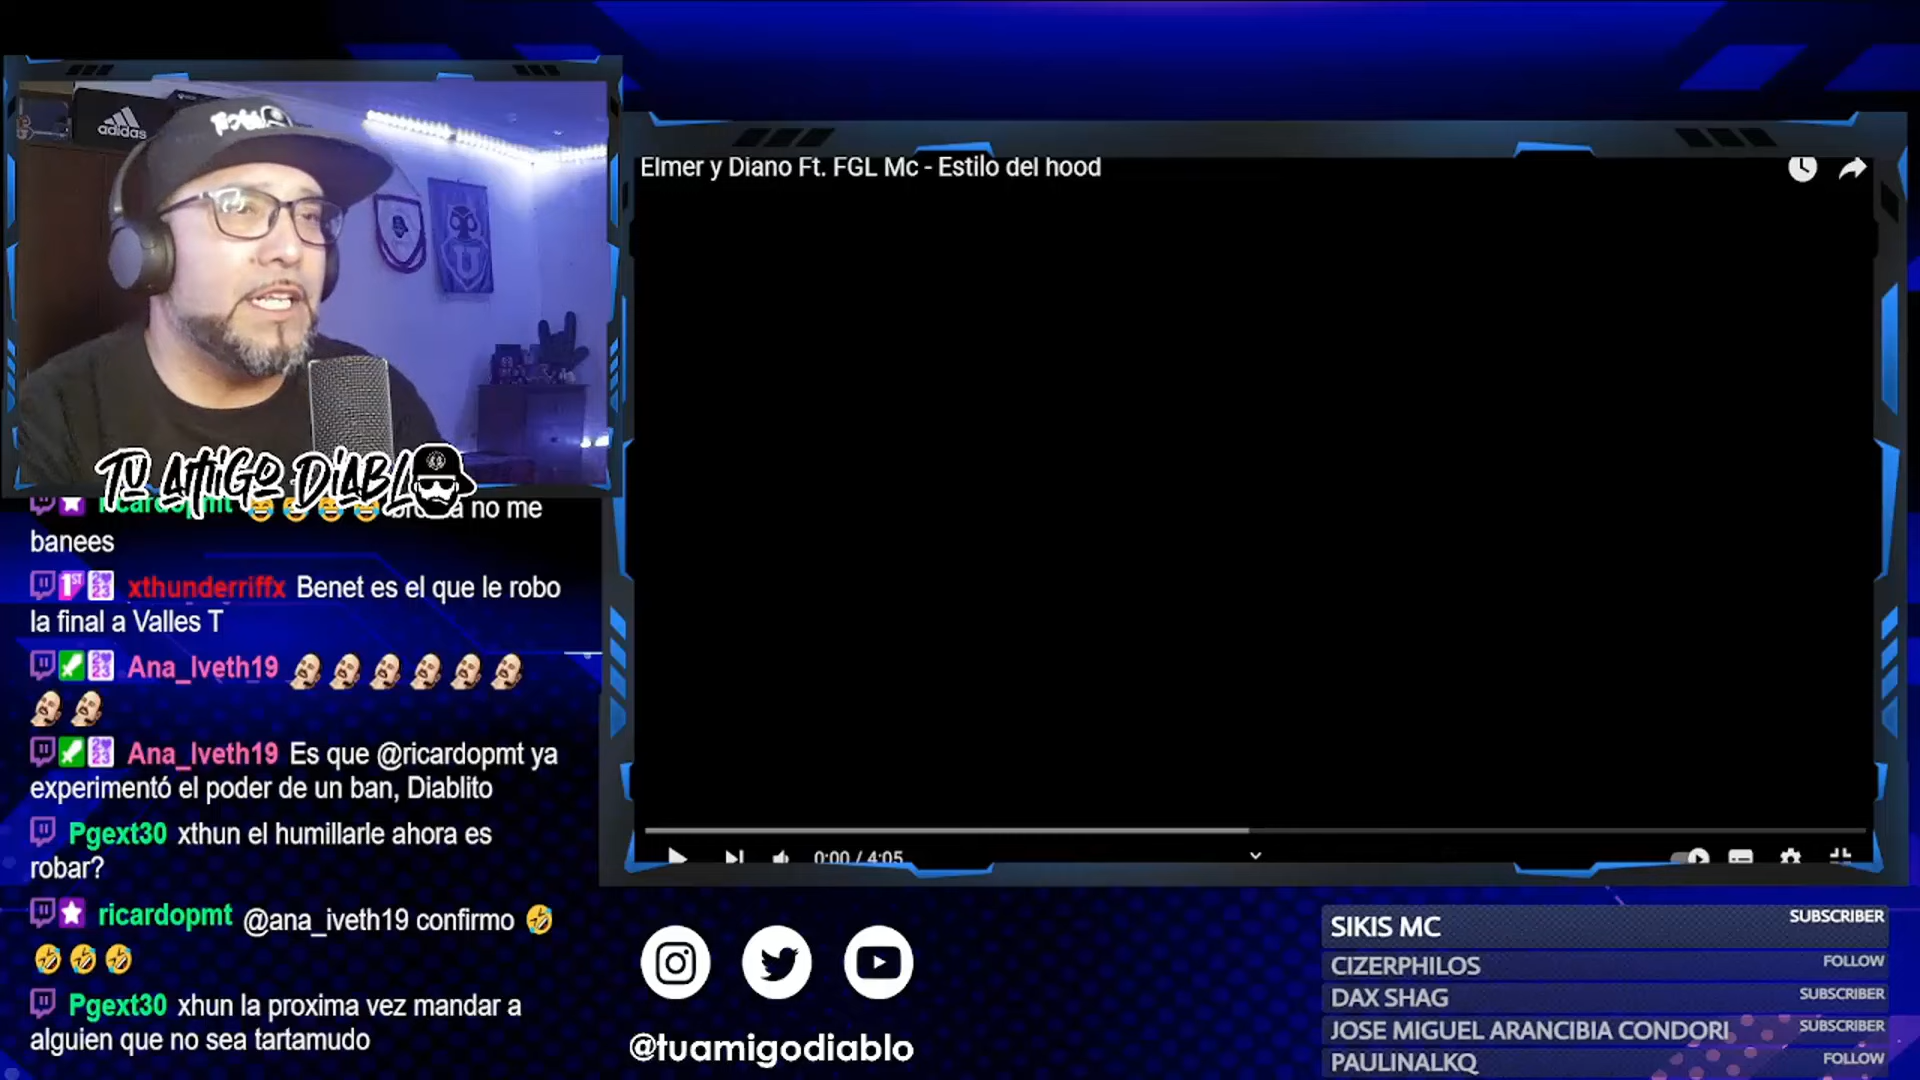 adidas
TU AMIGO DIABLO
ricardopmt no me
banees
xthunderriffx Benet es el que le robo
la final a Valles T
Ana_Iveth19
Ana_Iveth19 Es que @ricardopmt ya
experimentó el poder de un ban, Diablito
Pgext30 xthun el humillarle ahora es
robar?
ricardopmt @ana_iveth19 confirmo
Pgext30 xhun la proxima vez mandar a
alguien que no sea tartamudo
Elmer y Diano Ft. FGL Mc - Estilo del hood
0:00 / 4:05
@tuamigodiablo
SIKIS MC SUBSCRIBER
CIZERPHILOS FOLLOW
DAX SHAG SUBSCRIBER
JOSE MIGUEL ARANCIBIA CONDORI SUBSCRIBER
PAULINALKQ FOLLOW